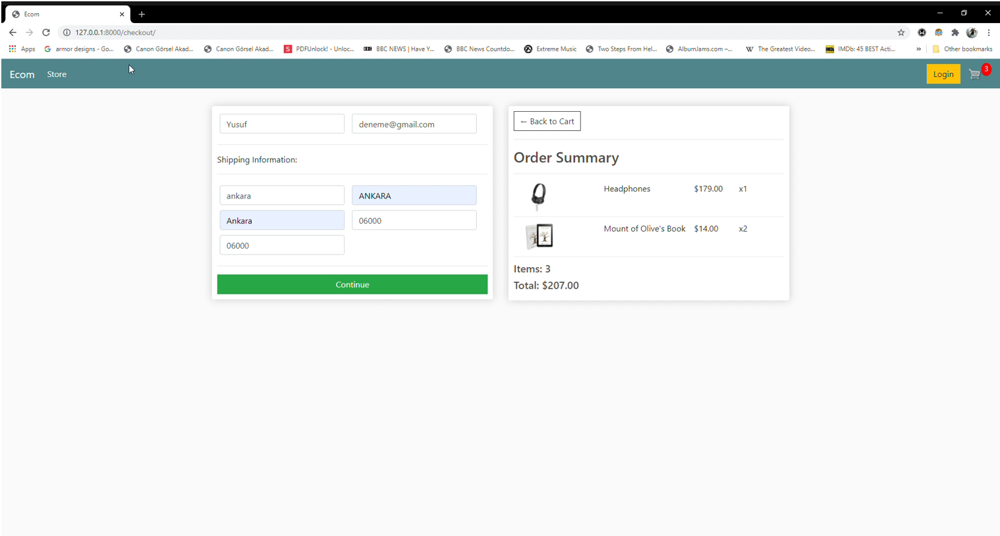 Ecom
127.0.0.1:8000/checkout/
Apps
armor designs - Go...
Canon Görsel Akad...
Canon Görsel Akad...
PDFUnlock! - Unloc...
BBC NEWS | Have Y...
BBC News Countdo...
Extreme Music
Two Steps From Hel...
AlbumJams.com –...
The Greatest Video...
IMDb: 45 BEST Acti...
»
Other bookmarks
Ecom
Store
Login
3
Yusuf
deneme@gmail.com
Shipping Information:
ankara
ANKARA
Ankara
06000
06000
Continue
← Back to Cart
Order Summary
Headphones $179.00 x1
Mount of Olive's Book $14.00 x2
Items: 3
Total: $207.00